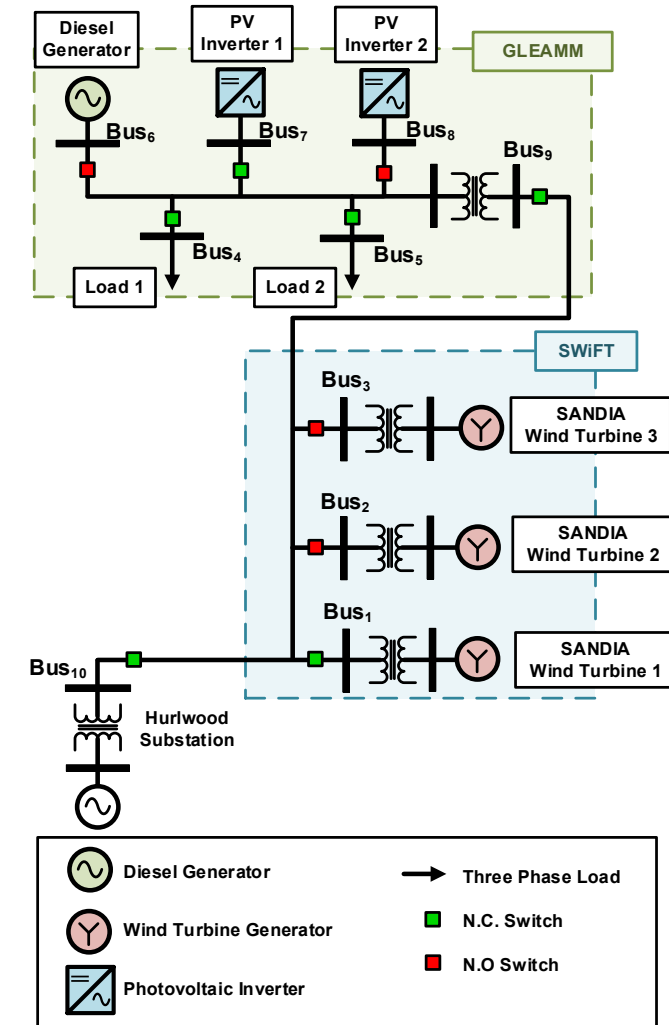 Diesel
Generator
PV
Inverter 1
PV
Inverter 2
GLEAMM
Bus6
Bus7
Bus8
Bus9
Bus4
Bus5
Load 1
Load 2
SWiFT
Bus3
SANDIA
Wind Turbine 3
Bus2
SANDIA
Wind Turbine 2
Bus1
SANDIA
Wind Turbine 1
Bus10
Hurlwood
Substation
Diesel Generator
Three Phase Load
Wind Turbine Generator
N.C. Switch
N.O Switch
Photovoltaic Inverter